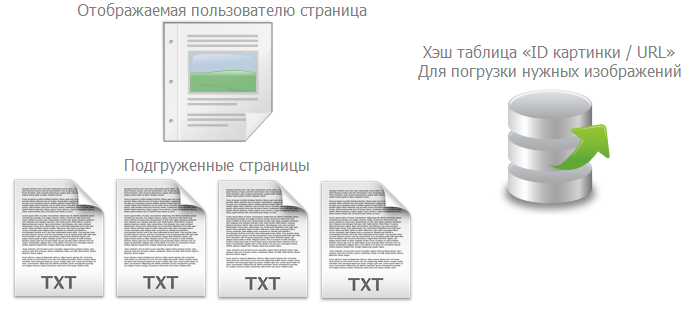 Отображаемая пользователю страница
Хэш таблица «ID картинки / URL»
Для погрузки нужных изображений
Подгруженные страницы
TXT
TXT
TXT
TXT